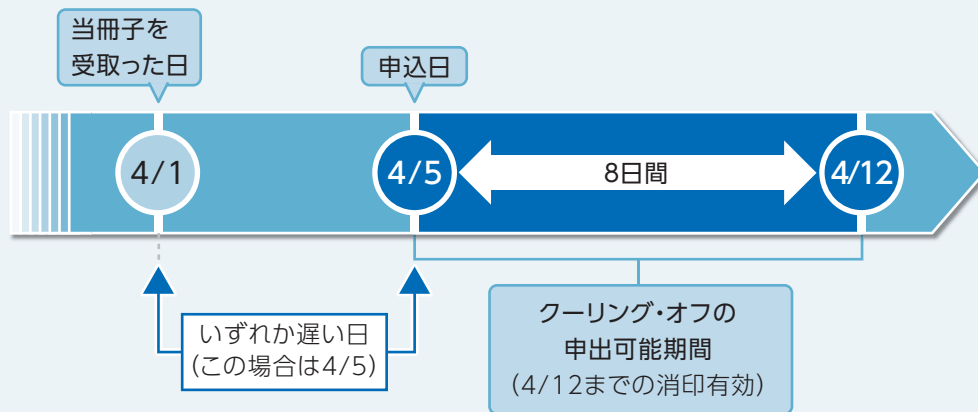 当冊子を
受取った日
申込日
4/1
4/5
8日間
4/12
いずれか遅い日
(この場合は4/5)
クーリング・オフの
申出可能期間
(4/12までの消印有効)